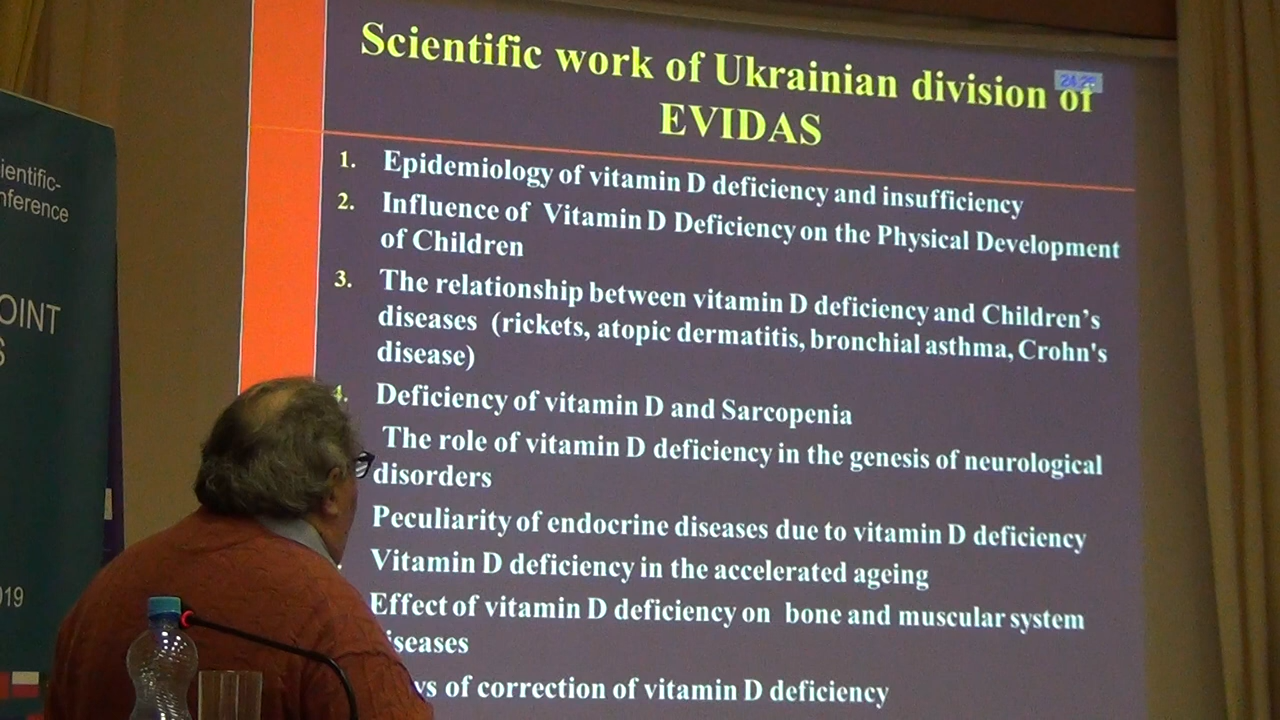 Scientific work of Ukrainian division of
EVIDAS
24:25
1. Epidemiology of vitamin D deficiency and insufficiency
2. Influence of Vitamin D Deficiency on the Physical Development
of Children
3. The relationship between vitamin D deficiency and Children's
diseases (rickets, atopic dermatitis, bronchial asthma, Crohn's
disease)
4. Deficiency of vitamin D and Sarcopenia
The role of vitamin D deficiency in the genesis of neurological
disorders
Peculiarity of endocrine diseases due to vitamin D deficiency
Vitamin D deficiency in the accelerated ageing
Effect of vitamin D deficiency on bone and muscular system
iseases
ys of correction of vitamin D deficiency
ientific-
nference
OINT
S
019